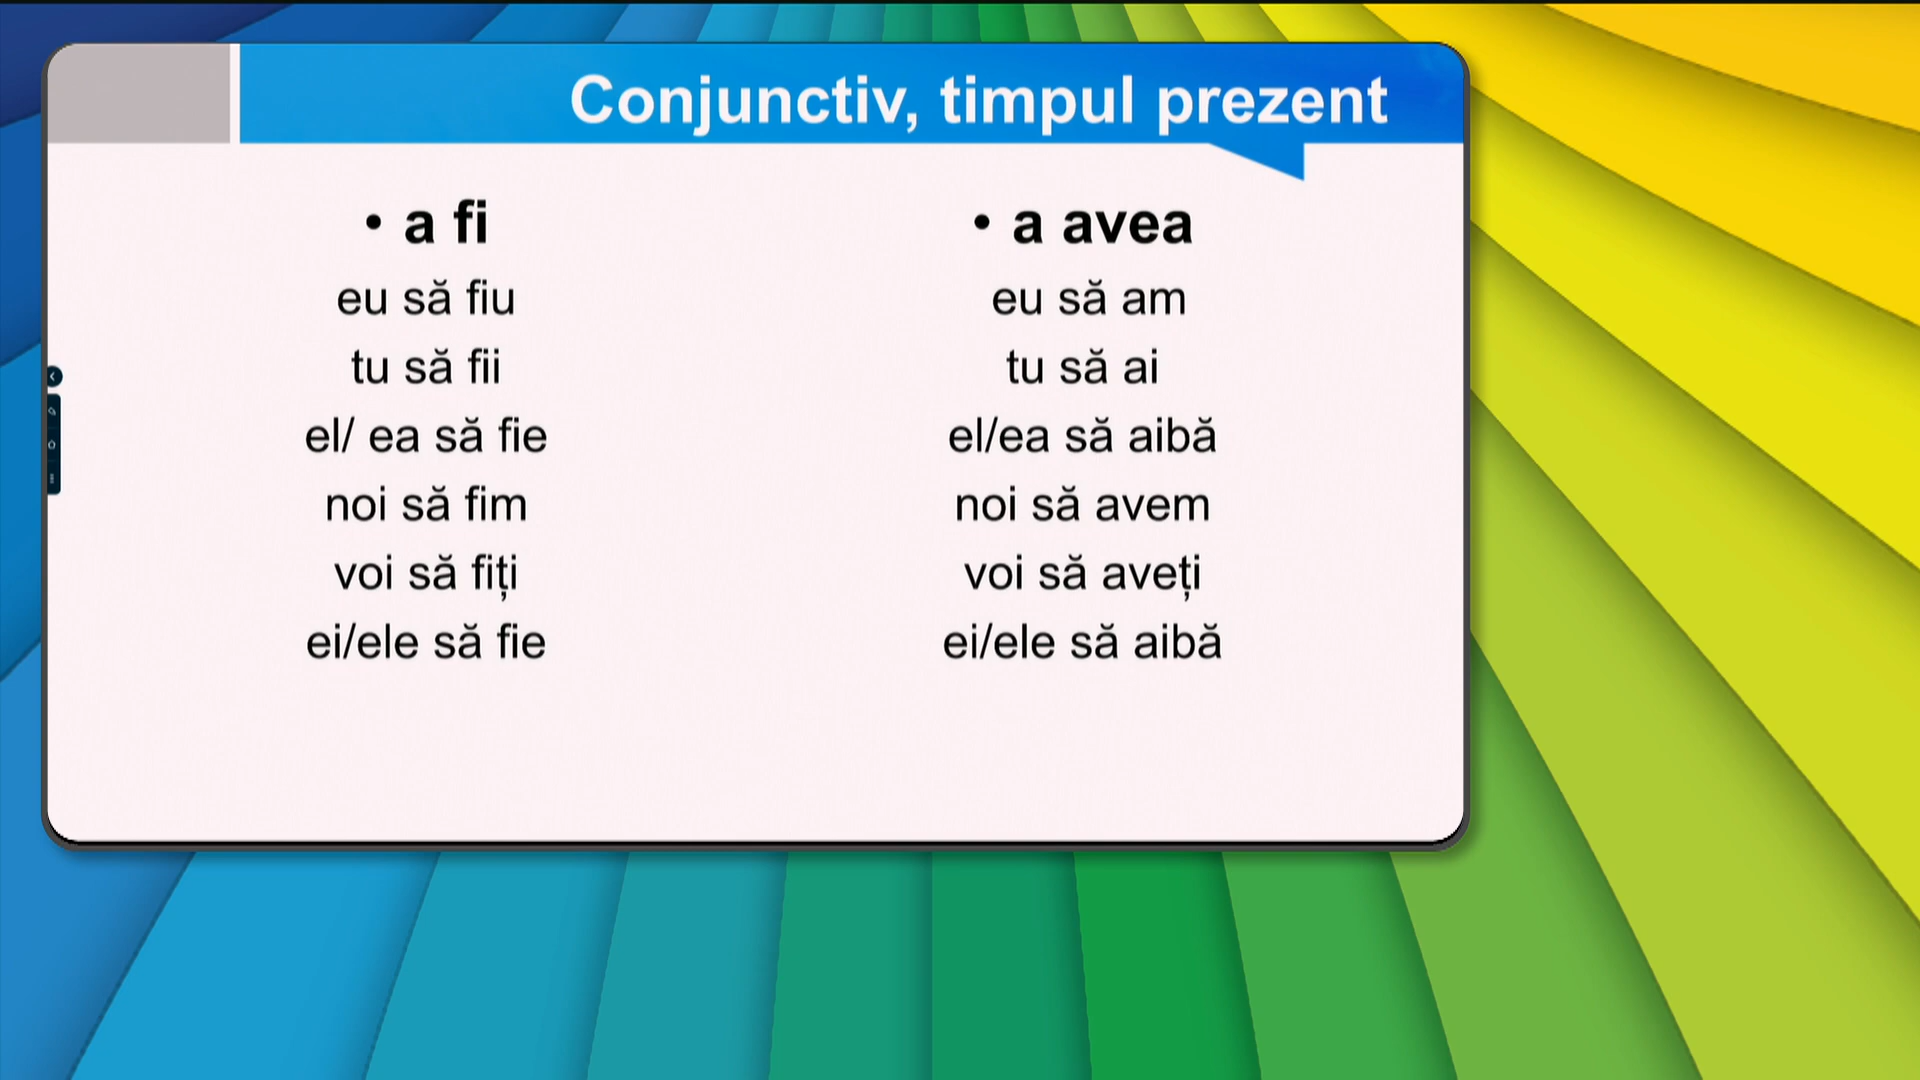 Conjunctiv, timpul prezent
• a fi
eu să fiu
tu să fii
el/ ea să fie
noi să fim
voi să fiți
ei/ele să fie
• a avea
eu să am
tu să ai
el/ea să aibă
noi să avem
voi să aveți
ei/ele să aibă